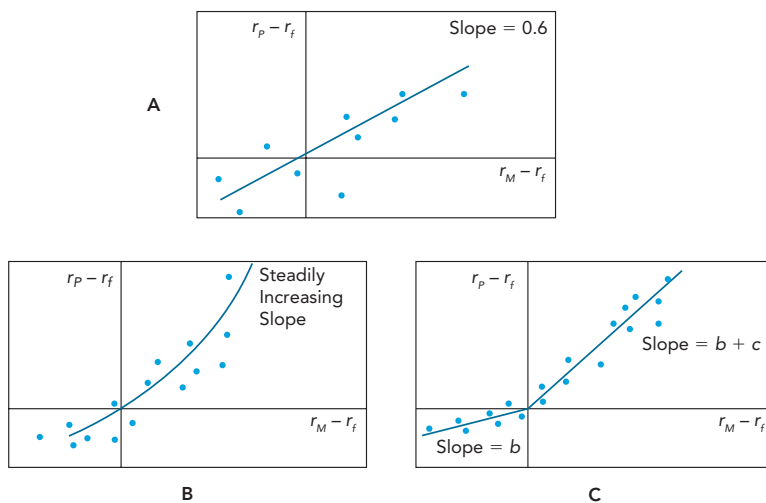 r_P − r_f
Slope = 0.6
A
r_M − r_f
r_P − r_f
Steadily
Increasing
Slope
r_M − r_f
B
r_P − r_f
Slope = b + c
r_M − r_f
Slope = b
C